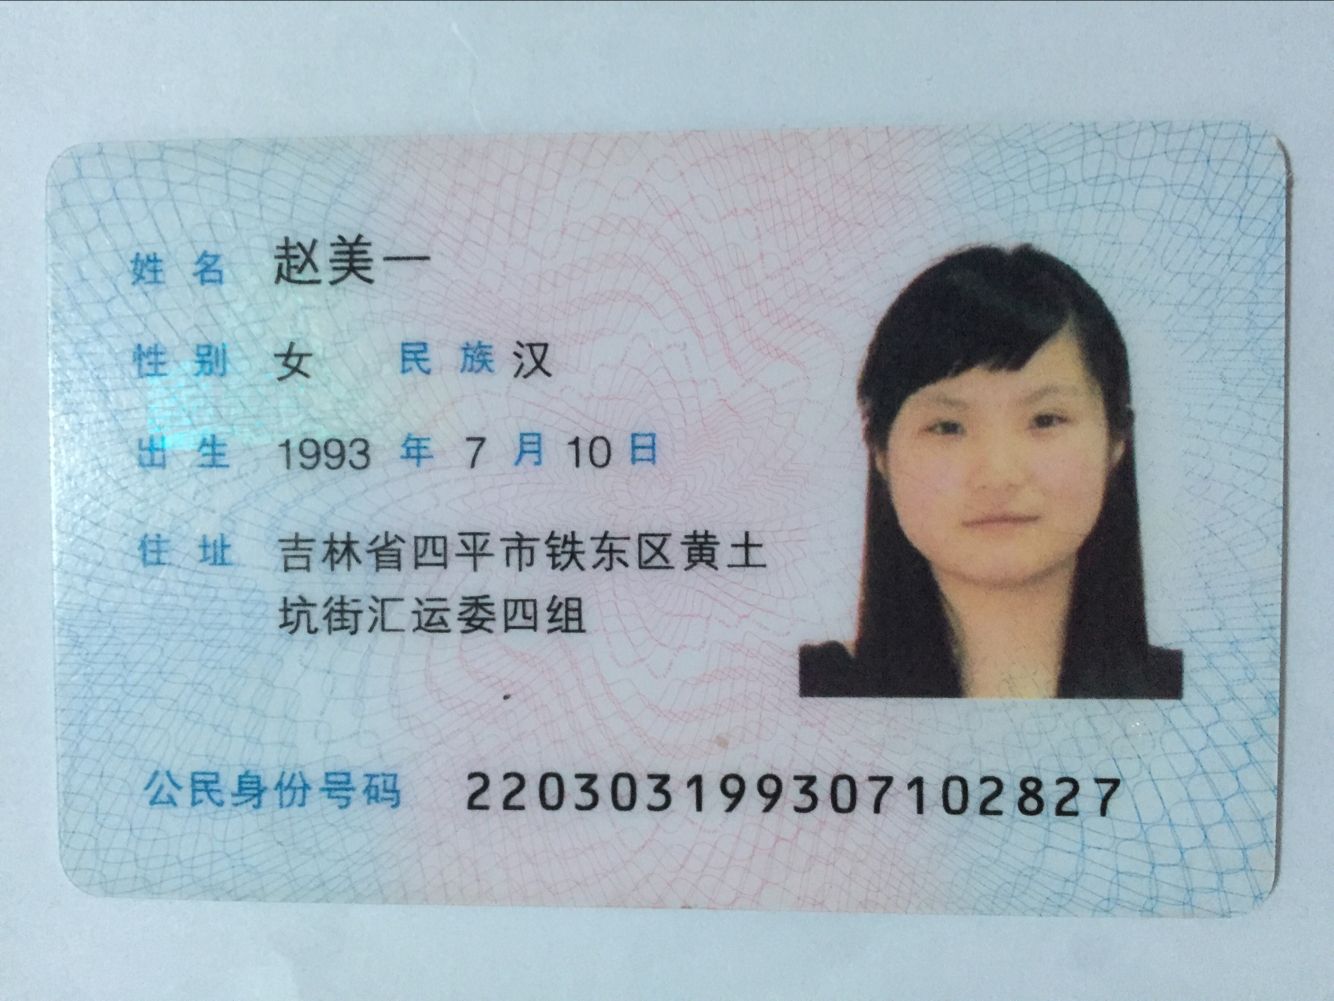 姓名 赵美一
性别 女 民族 汉
出生 1993 年 7 月 10 日
住址 吉林省四平市铁东区黄土
坑街汇运委四组
公民身份号码 220303199307102827